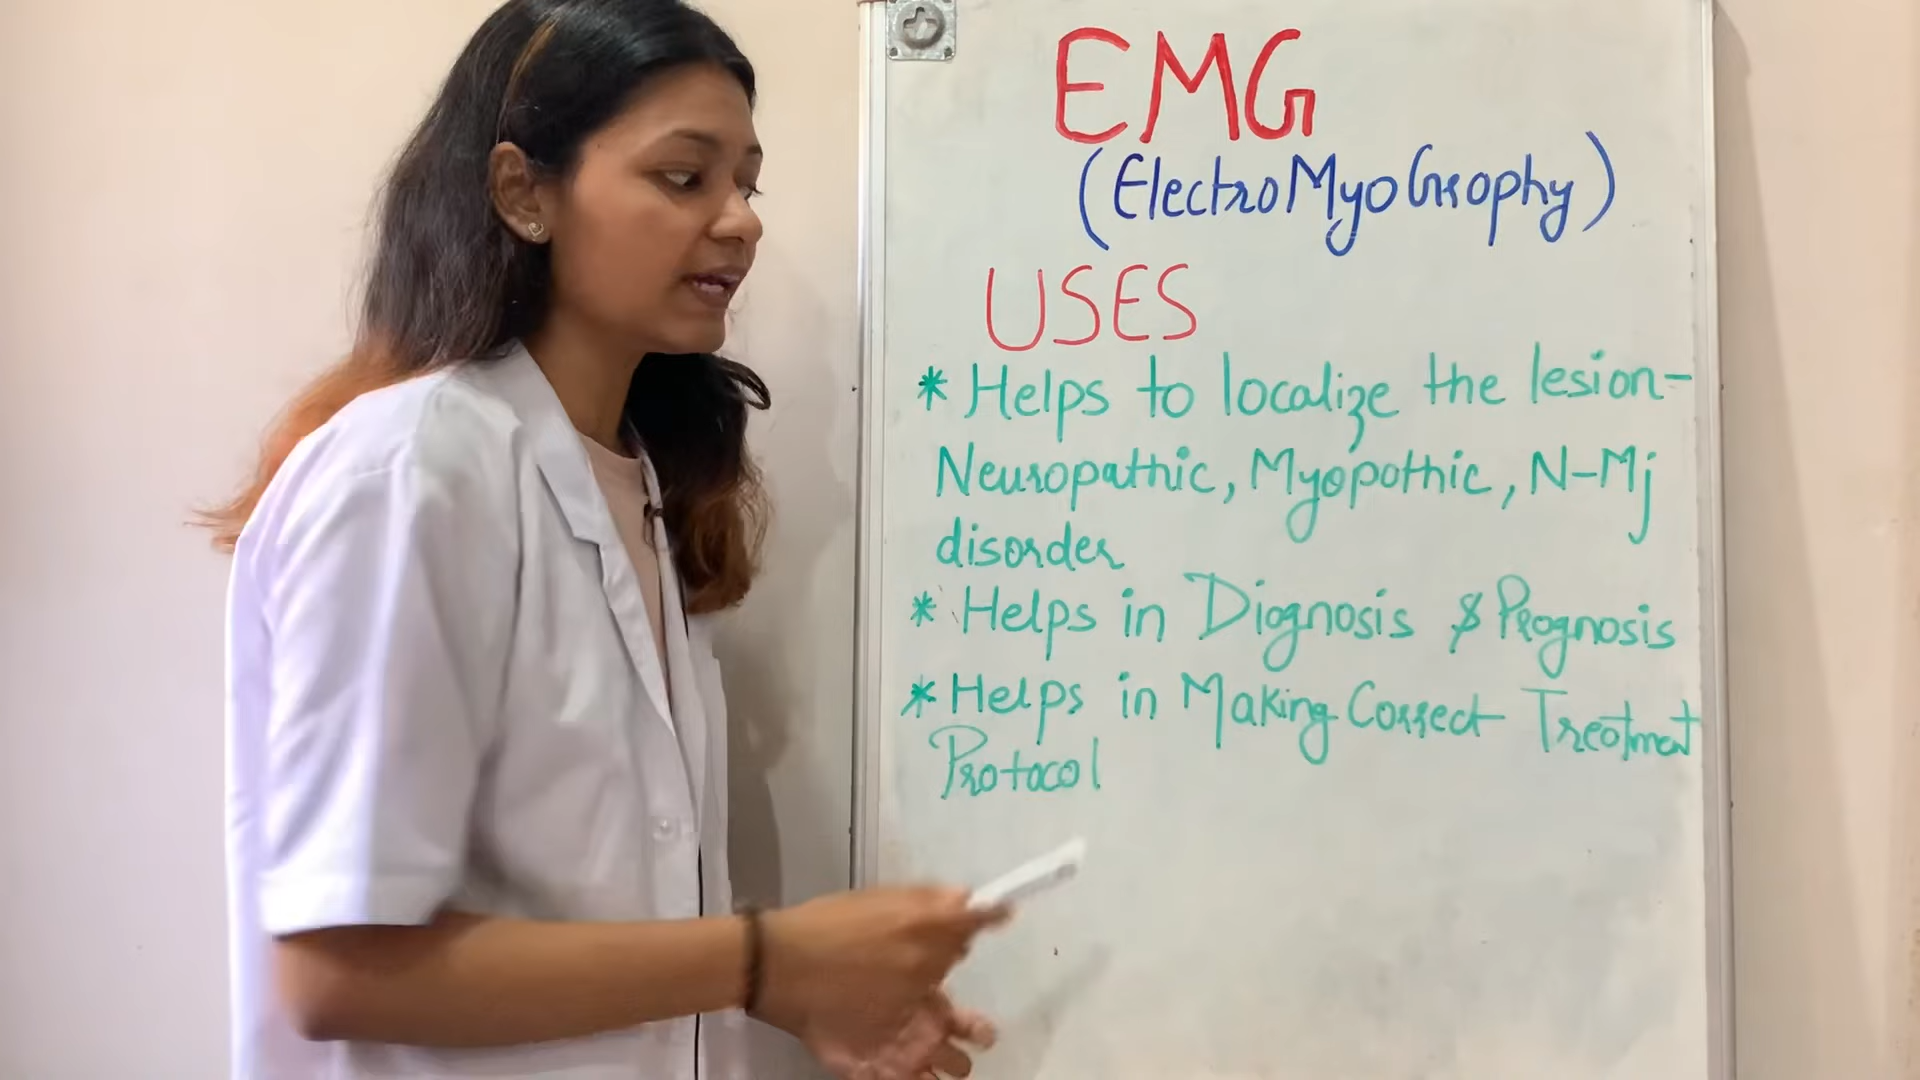 EMG
(ElectroMyoGraphy)
USES
* Helps to localize the lesion-
Neuropathic, Myopathic, N-Mj
disorder
* Helps in Diagnosis & Prognosis
* Helps in Making Correct Treatment
Protocol